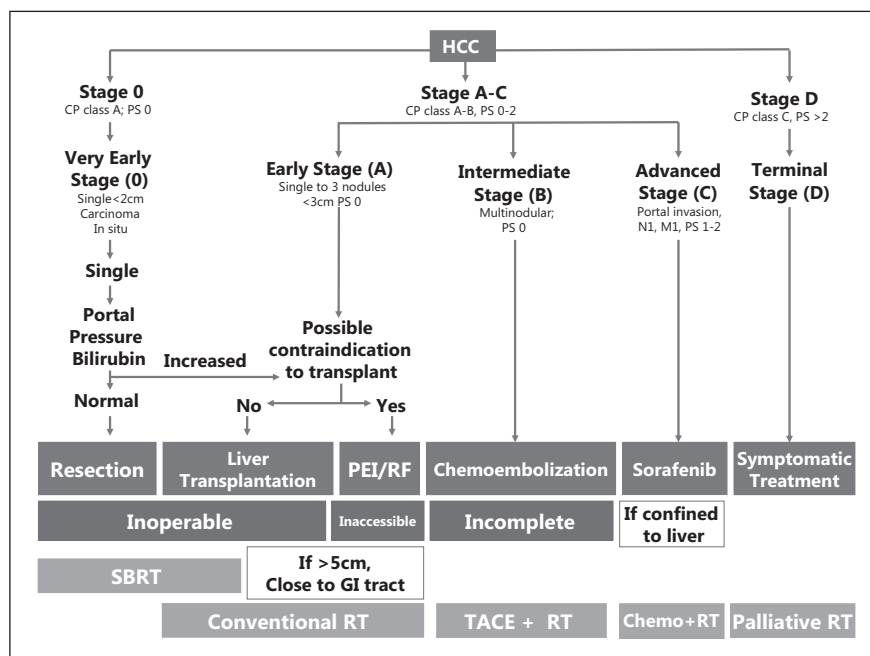 HCC
Stage 0
CP class A; PS 0
Stage A-C
CP class A-B, PS 0-2
Stage D
CP class C, PS >2
Very Early
Stage (0)
Single<2cm
Carcinoma
In situ
Early Stage (A)
Single to 3 nodules
<3cm PS 0
Intermediate
Stage (B)
Multinodular;
PS 0
Advanced
Stage (C)
Portal invasion,
N1, M1, PS 1-2
Terminal
Stage (D)
Single
Portal
Pressure
Bilirubin
Increased
Possible
contraindication
to transplant
Normal
No
Yes
Resection
Liver
Transplantation
PEI/RF
Chemoembolization
Sorafenib
Symptomatic
Treatment
Inoperable
Inaccessible
Incomplete
If confined
to liver
SBRT
If >5cm,
Close to GI tract
Conventional RT
TACE + RT
Chemo+RT
Palliative RT